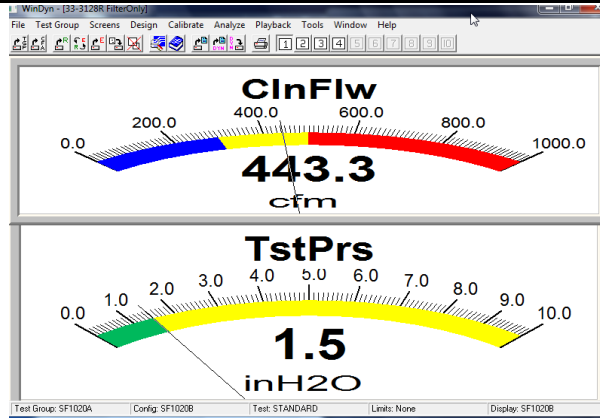 WinDyn - [33-3128R FilterOnly]
File Test Group Screens Design Calibrate Analyze Playback Tools Window Help
1 2 3 4 5 6 7 8 9 10
ClnFlw
0.0 200.0 400.0 600.0 800.0 1000.0
443.3
cfm
TstPrs
0.0 1.0 2.0 3.0 4.0 5.0 6.0 7.0 8.0 9.0 10.0
1.5
inH2O
Test Group: SF1020A Config: SF1020B Test: STANDARD Limits: None Display: SF1020B